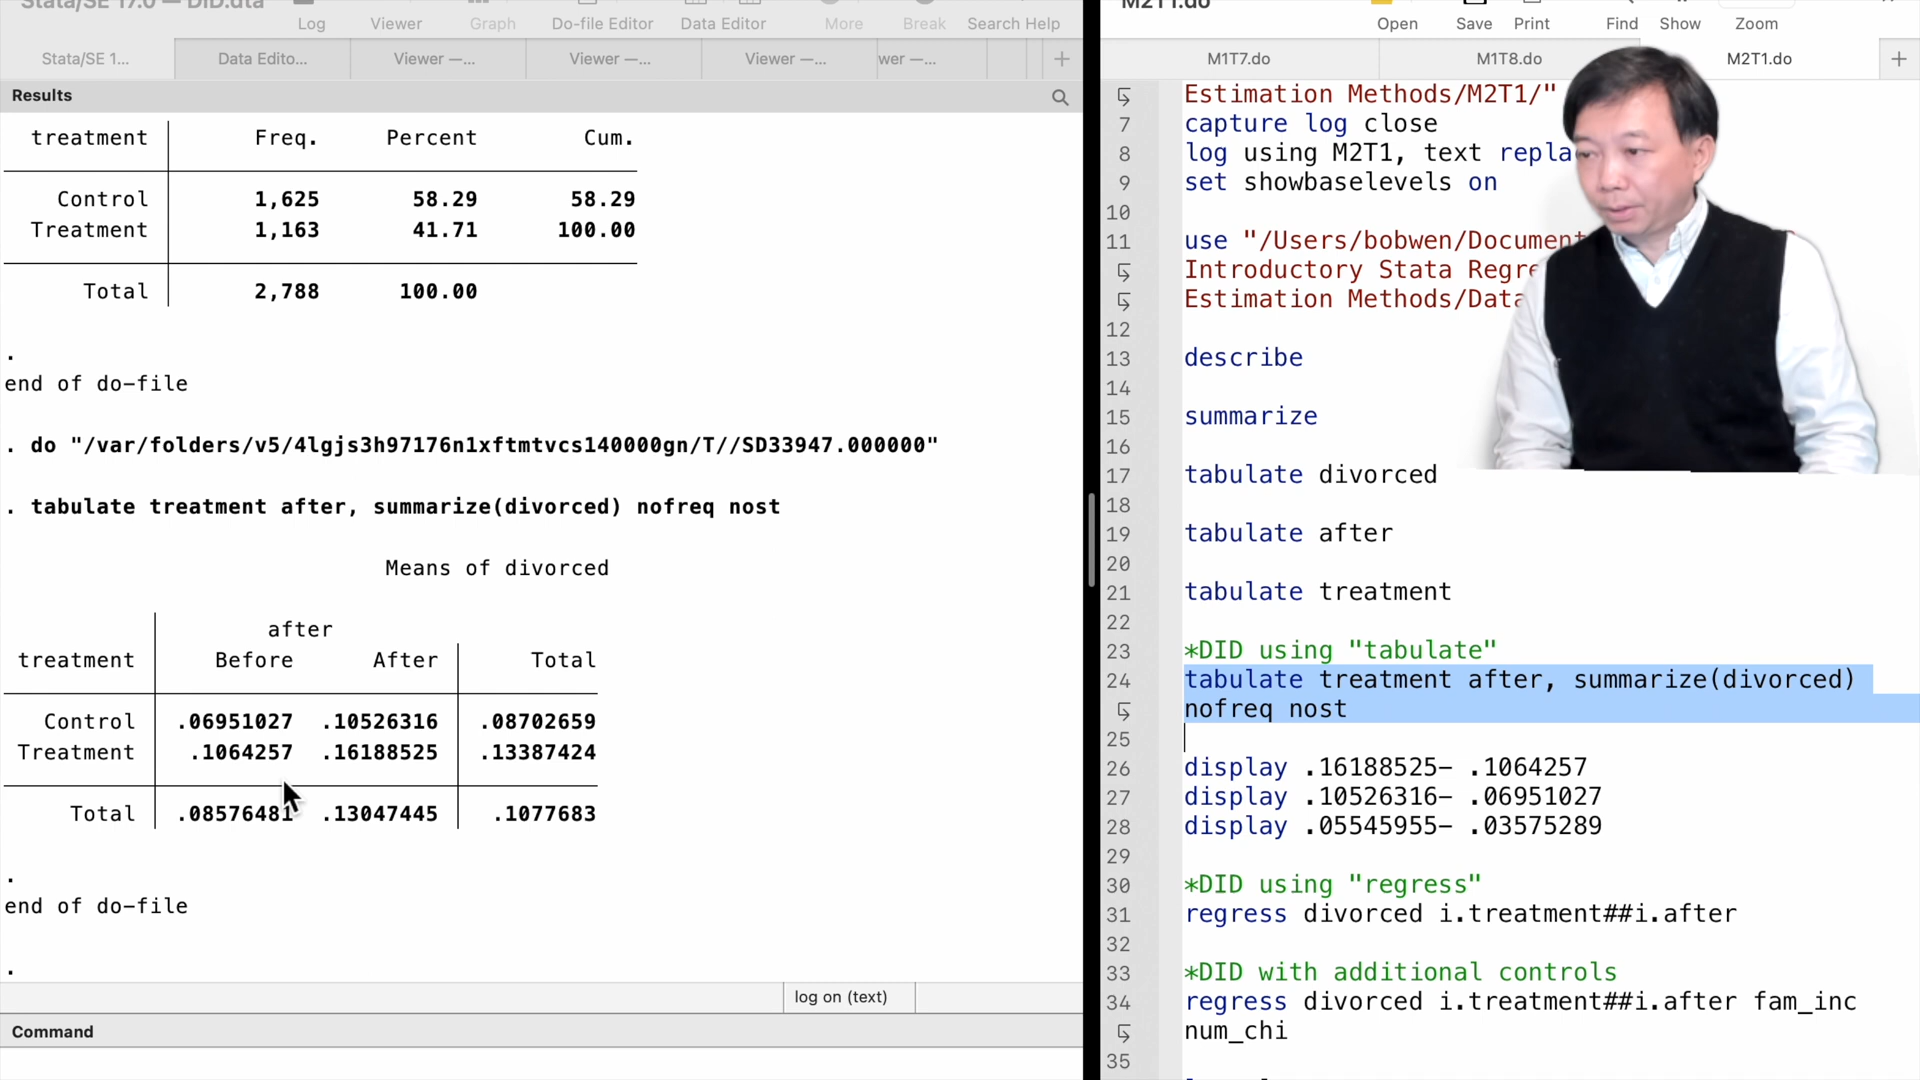 Stata/SE 17.0 — DID.dta
Log Viewer Graph Do-file Editor Data Editor More Break Search Help
Stata/SE 1... Data Edito... Viewer —... Viewer —... Viewer —... wer —... +
Results
treatment Freq. Percent Cum.
Control 1,625 58.29 58.29
Treatment 1,163 41.71 100.00
Total 2,788 100.00
.
end of do-file
. do "/var/folders/v5/4lgjs3h97176n1xftmtvcs140000gn/T//SD33947.000000"
. tabulate treatment after, summarize(divorced) nofreq nost
Means of divorced
after
treatment Before After Total
Control .06951027 .10526316 .08702659
Treatment .1064257 .16188525 .13387424
Total .08576481 .13047445 .1077683
.
end of do-file
.
log on (text)
Command
M2T1.do
Open Save Print Find Show Zoom
M1T7.do M1T8.do M2T1.do +
Estimation Methods/M2T1/"
7 capture log close
8 log using M2T1, text repla
9 set showbaselevels on
10
11 use "/Users/bobwen/Document
Introductory Stata Regre
Estimation Methods/Data
12
13 describe
14
15 summarize
16
17 tabulate divorced
18
19 tabulate after
20
21 tabulate treatment
22
23 *DID using "tabulate"
24 tabulate treatment after, summarize(divorced)
nofreq nost
25
26 display .16188525- .1064257
27 display .10526316- .06951027
28 display .05545955- .03575289
29
30 *DID using "regress"
31 regress divorced i.treatment##i.after
32
33 *DID with additional controls
34 regress divorced i.treatment##i.after fam_inc
num_chi
35